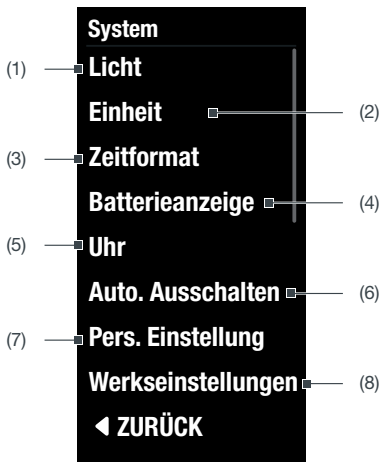 System
(1) Licht
Einheit (2)
(3) Zeitformat
Batterieanzeige (4)
(5) Uhr
Auto. Ausschalten (6)
(7) Pers. Einstellung
Werkseinstellungen (8)
◀ ZURÜCK